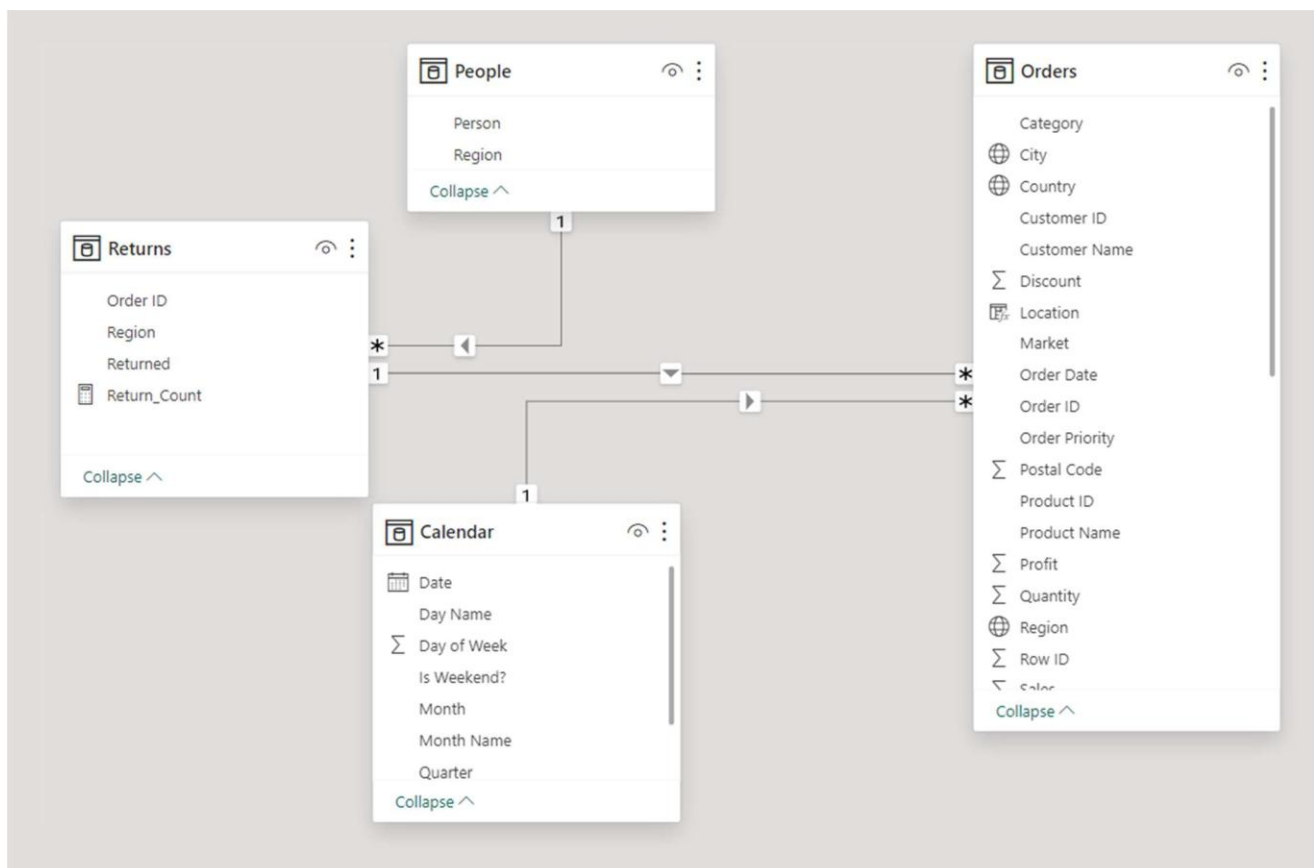 People
Person
Region
Collapse
1
Returns
Order ID
Region
Returned
Return_Count
Collapse
*
1
*
*
1
Calendar
Date
Day Name
Σ Day of Week
Is Weekend?
Month
Month Name
Quarter
Collapse
Orders
Category
City
Country
Customer ID
Customer Name
Σ Discount
Location
Market
Order Date
Order ID
Order Priority
Σ Postal Code
Product ID
Product Name
Σ Profit
Σ Quantity
Region
Σ Row ID
Σ Sales
Collapse